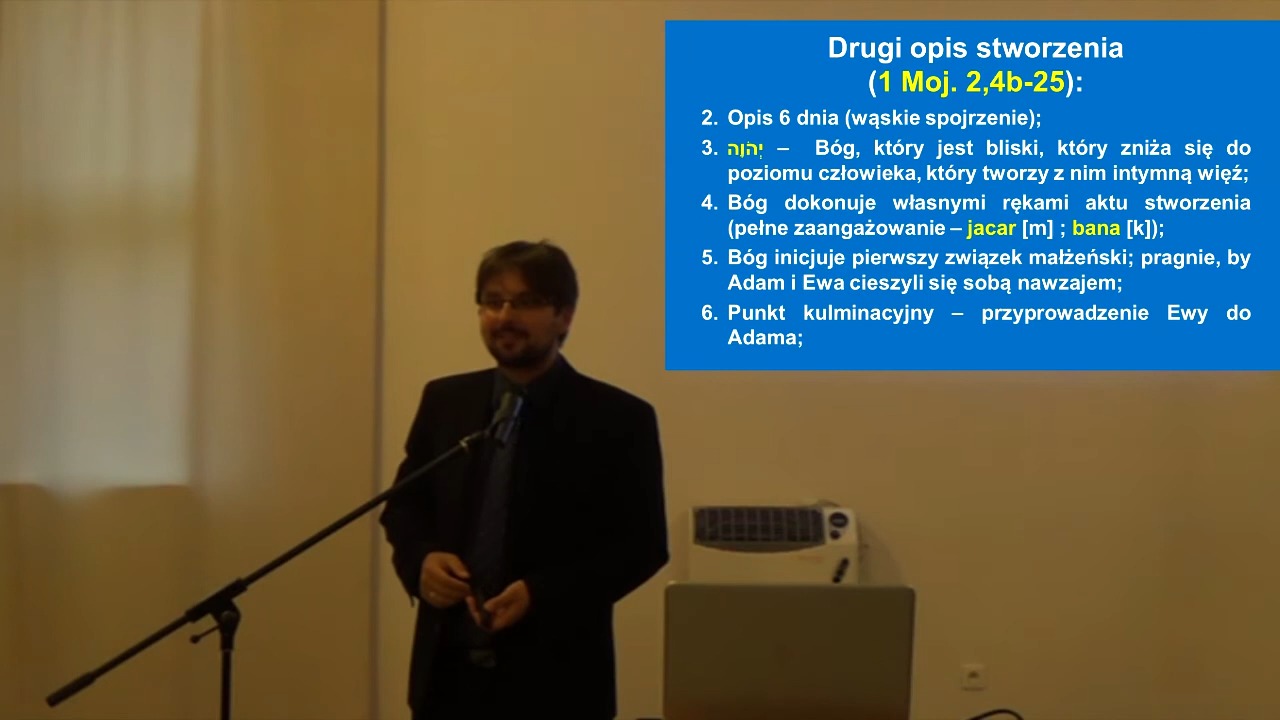 Drugi opis stworzenia
(1 Moj. 2,4b-25):
2. Opis 6 dnia (wąskie spojrzenie);
3. יְהֹוָה – Bóg, który jest bliski, który zniża się do
poziomu człowieka, który tworzy z nim intymną więź;
4. Bóg dokonuje własnymi rękami aktu stworzenia
(pełne zaangażowanie – jacar [m] ; bana [k]);
5. Bóg inicjuje pierwszy związek małżeński; pragnie, by
Adam i Ewa cieszyli się sobą nawzajem;
6. Punkt kulminacyjny – przyprowadzenie Ewy do
Adama;